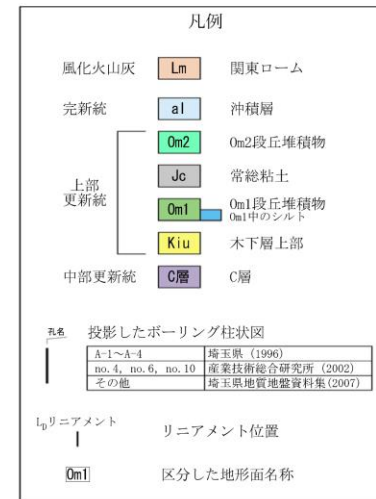 凡例
風化火山灰 Lm 関東ローム
完新統 al 沖積層
上部更新統
Om2 Om2段丘堆積物
Jc 常総粘土
Om1 Om1段丘堆積物
Om1中のシルト
Kiu 木下層上部
中部更新統 C層 C層
孔名 投影したボーリング柱状図
A-1~A-4 埼玉県 (1996)
no.4, no.6, no.10 産業技術総合研究所 (2002)
その他 埼玉県地質地盤資料集(2007)
LDリニアメント リニアメント位置
Om1 区分した地形面名称